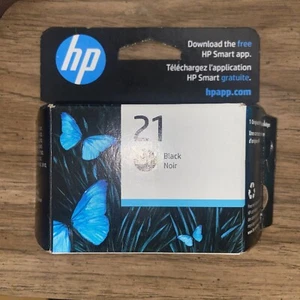 hp
Download the free
HP Smart app.
Téléchargez l'application
HP Smart gratuite.
hpapp.com
21
Black
Noir